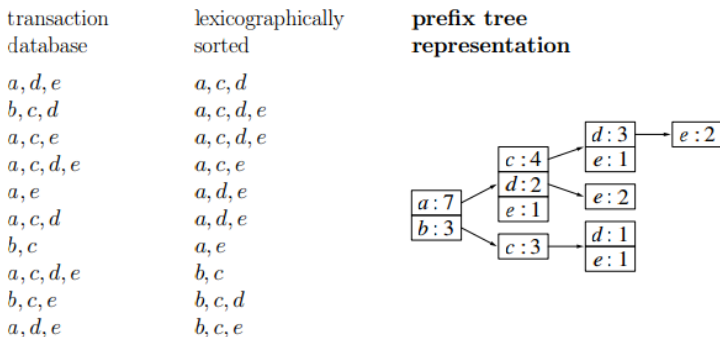 transaction database
lexicographically sorted
prefix tree representation
a, d, e
b, c, d
a, c, e
a, c, d, e
a, e
a, c, d
b, c
a, c, d, e
b, c, e
a, d, e
a, c, d
a, c, d, e
a, c, d, e
a, c, e
a, d, e
a, d, e
a, e
b, c
b, c, d
b, c, e
a : 7
b : 3
c : 4
d : 2
e : 1
c : 3
d : 3
e : 1
e : 2
d : 1
e : 1
e : 2